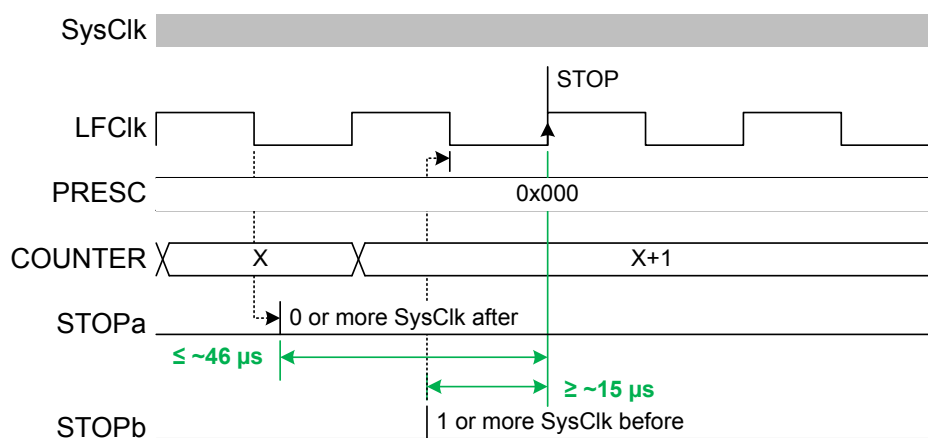 SysClk
STOP
LFClk
PRESC
0x000
COUNTER
X
X+1
STOPa
0 or more SysClk after
≤ ~46 µs
≥ ~15 µs
STOPb
1 or more SysClk before